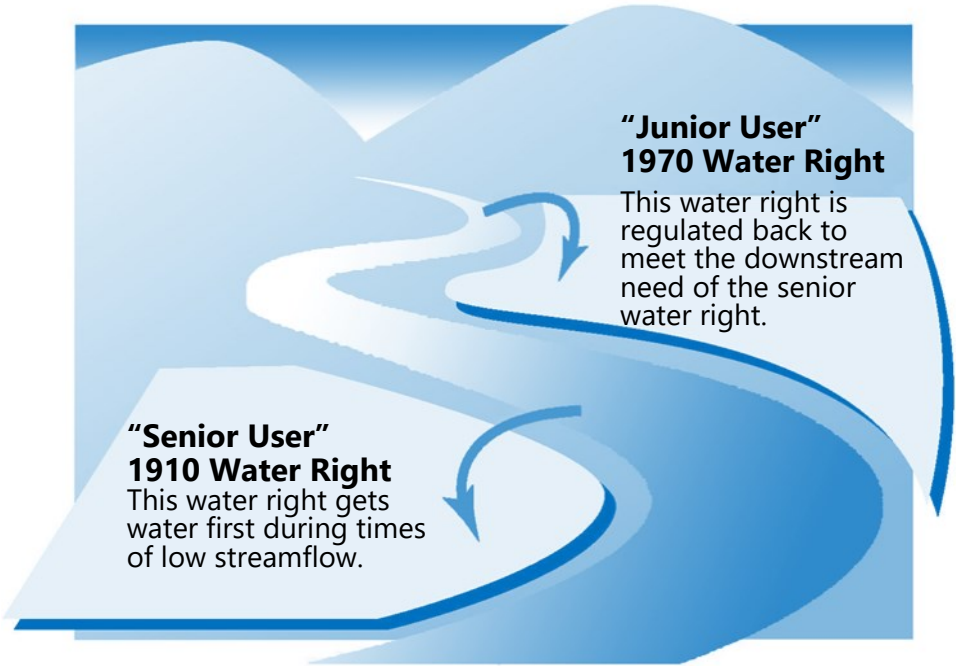 “Junior User”
1970 Water Right
This water right is
regulated back to
meet the downstream
need of the senior
water right.
“Senior User”
1910 Water Right
This water right gets
water first during times
of low streamflow.